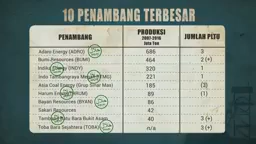 10 PENAMBANG TERBESAR
PENAMBANG PRODUKSI JUMLAH PLTU
2007-2016
Juta Ton
Adaro Energy (ADRO) 686 3
Bumi Resources (BUMI) 464 2 (+)
Indika Energy (INDY) 320 1
Indo Tambangraya Megah (ITMG) 221 1
Asia Coal Energy (Grup Sinar Mas) 185 (3)
Harum Energy (HRUM) 89 (1)
Bayan Resources (BYAN) 86
Sakari Resources 42
Tambang Batu Bara Bukit Asam 40 3 (+)
Toba Bara Sejahtera (TOBA) n/a 3 (+)